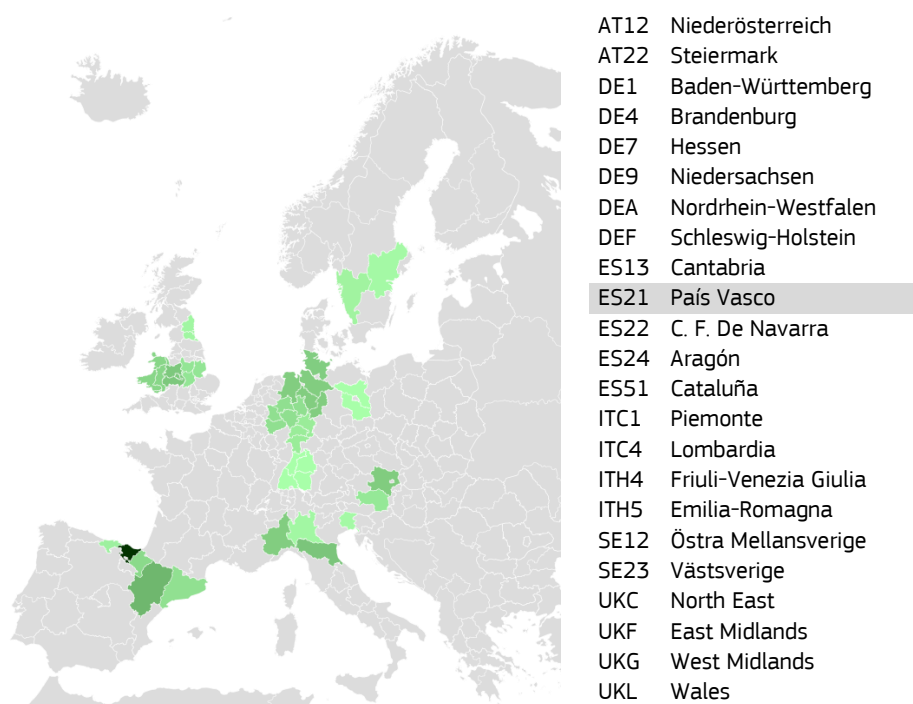 AT12 Niederösterreich
AT22 Steiermark
DE1 Baden-Württemberg
DE4 Brandenburg
DE7 Hessen
DE9 Niedersachsen
DEA Nordrhein-Westfalen
DEF Schleswig-Holstein
ES13 Cantabria
ES21 País Vasco
ES22 C. F. De Navarra
ES24 Aragón
ES51 Cataluña
ITC1 Piemonte
ITC4 Lombardia
ITH4 Friuli-Venezia Giulia
ITH5 Emilia-Romagna
SE12 Östra Mellansverige
SE23 Västsverige
UKC North East
UKF East Midlands
UKG West Midlands
UKL Wales